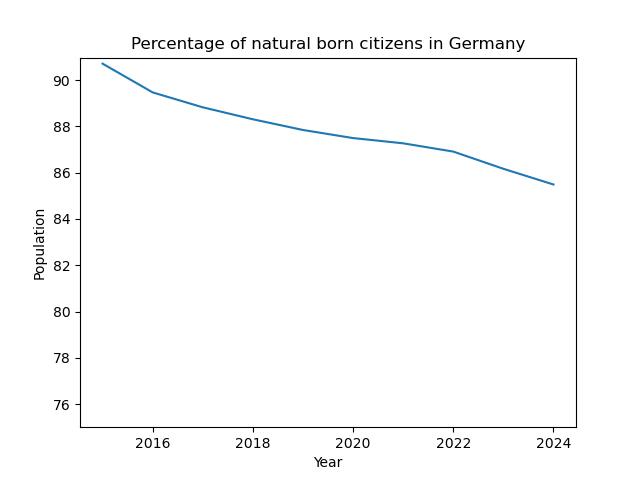 Percentage of natural born citizens in Germany
90
88
86
84
82
80
78
76
Population
2016 2018 2020 2022 2024
Year